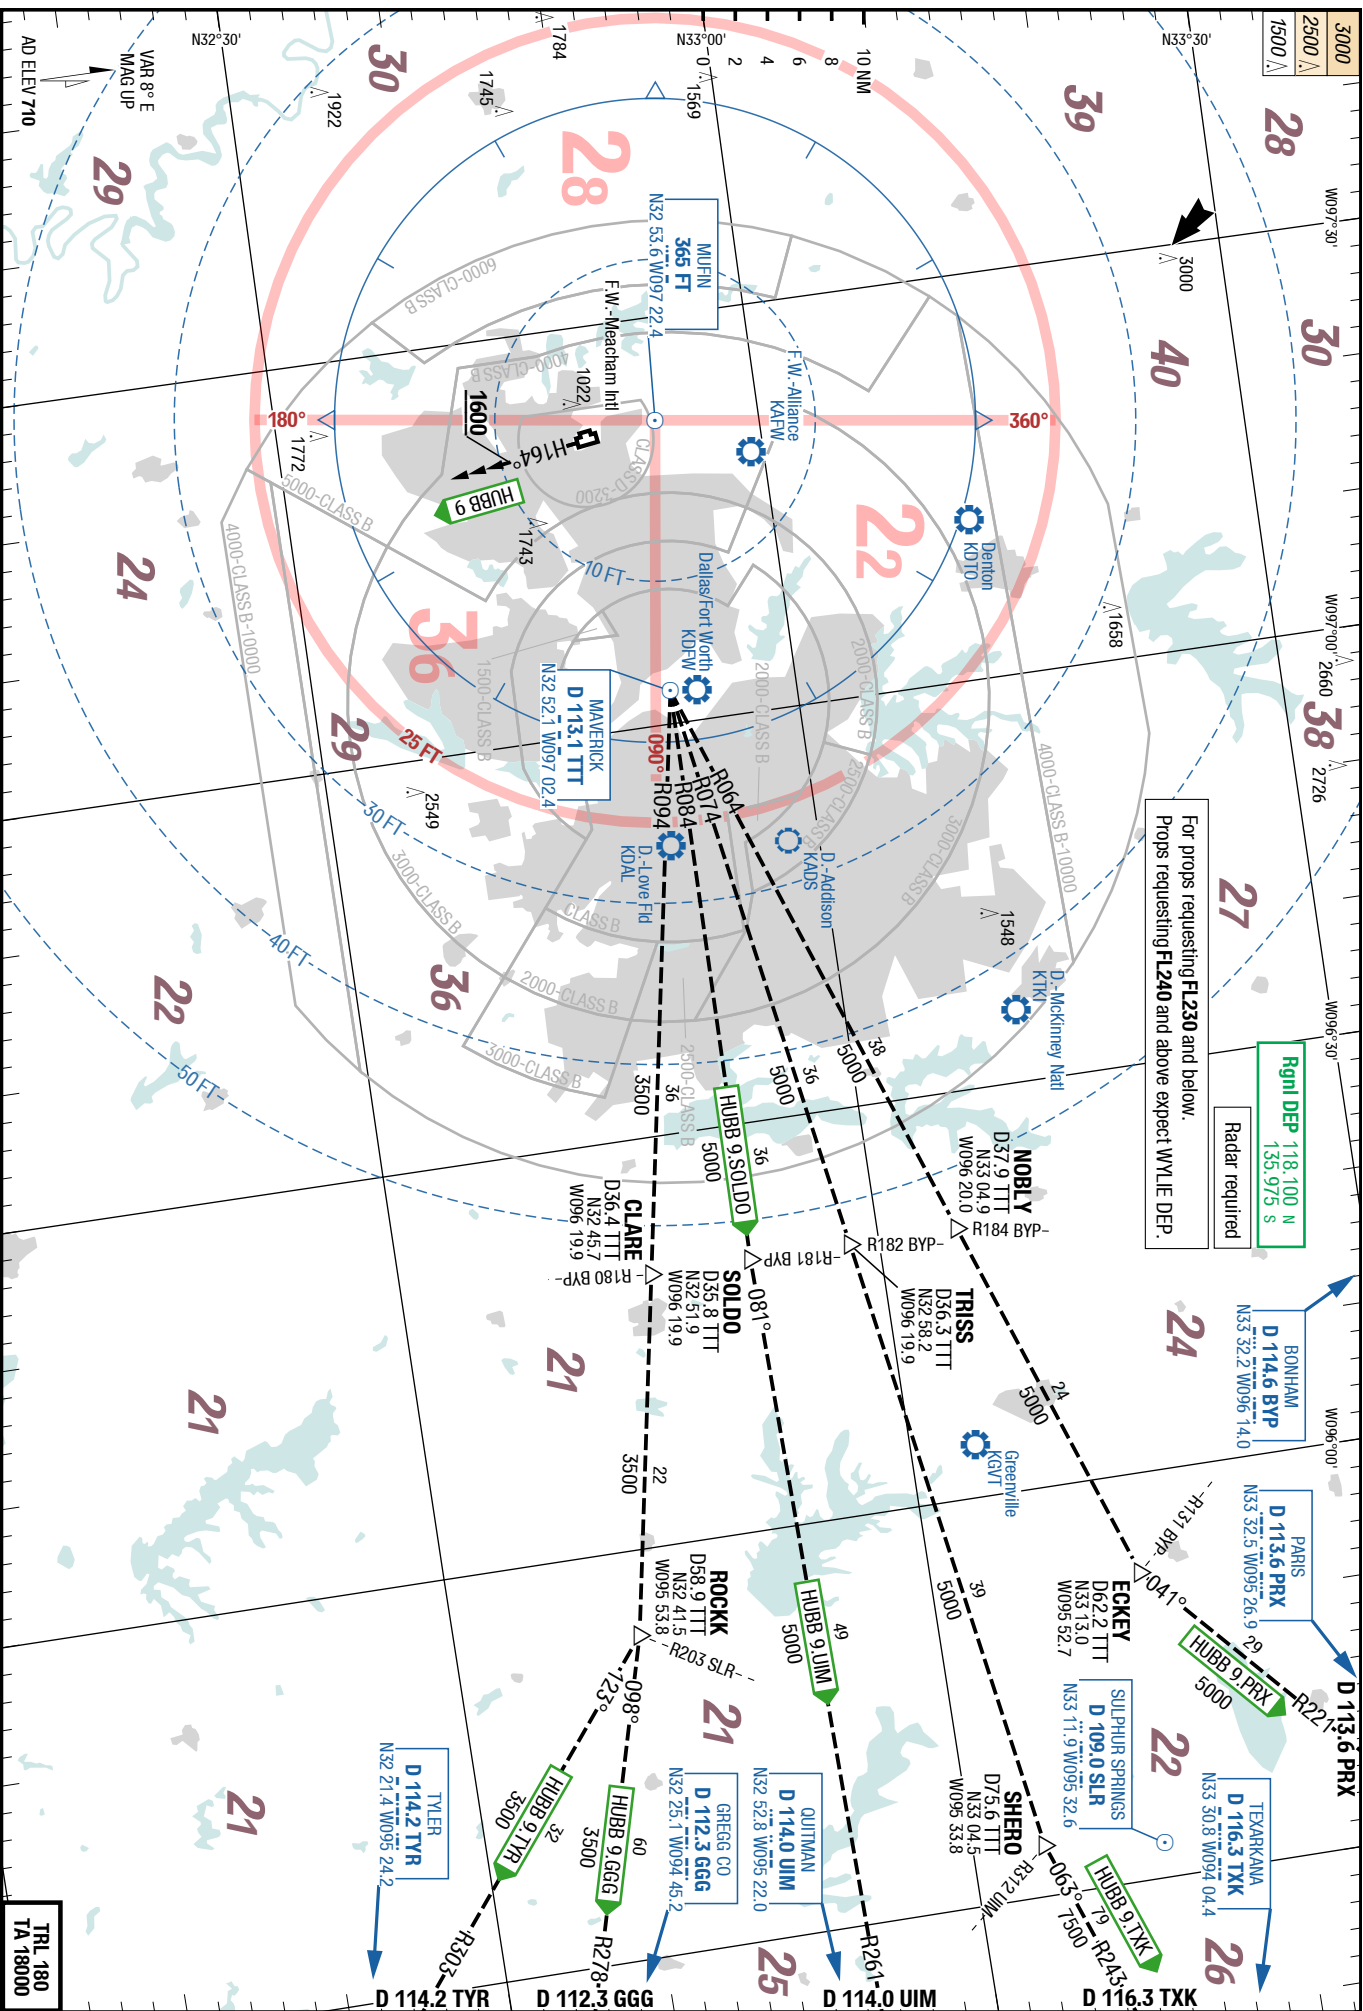 3000
2500
1500
N33°30'
N33°00'
N32°30'
10 NM
8
6
4
2
0
VAR 8° E
MAG UP
AD ELEV 710
W097°30'
W097°00'
W096°30'
W096°00'
28
39
30
40
38
27
24
22
26
30
29
24
29
22
36
21
21
21
21
25
28
22
36
3000
1569
1784
1745
1922
1022
1772
1743
2549
1658
2660
2726
1548
MUFIN
365 FT
N32 53.6 W097 22.4
F.W.-Meacham Intl
F.W.-Alliance
KAFW
Denton
KDTO
Dallas/Fort Worth
KDFW
D.-Addison
KADS
D.-Love Fld
KDAL
D.-McKinney Natl
KTKI
Greenville
KGVT
180°
360°
090°
25 FT
10 FT
30 FT
40 FT
50 FT
6000-CLASS B
4000-CLASS B
CLASS D-3200
5000-CLASS B
4000-CLASS B-10000
1500-CLASS B
2000-CLASS B
2000-CLASS B
2500-CLASS B
3000-CLASS B
4000-CLASS B-10000
3000-CLASS B
CLASS B
2000-CLASS B
3000-CLASS B
2500-CLASS B
1600
H164°
HUBB 9
MAVERICK
D 113.1 TTT
N32 52.1 W097 02.4
R064
R074
R084
R094
For props requesting FL230 and below.
Props requesting FL240 and above expect WYLIE DEP.
Rgnl DEP 118.100 N
135.975 S
Radar required
38
5000
36
5000
36
HUBB 9.SOLDO
5000
36
3500
NOBLY
D37.9 TTT
N33 04.9
W096 20.0
R184 BYP
TRISS
D36.3 TTT
N32 58.2
W096 19.9
R182 BYP
SOLDO
D35.8 TTT
N32 51.9
W096 19.9
R181 BYP
CLARE
D36.4 TTT
N32 45.7
W096 19.9
R180 BYP
081°
24
5000
39
5000
49
HUBB 9.UIM
5000
22
3500
BONHAM
D 114.6 BYP
N33 32.2 W096 14.0
PARIS
D 113.6 PRX
N33 32.5 W095 26.9
ECKEY
D62.2 TTT
N33 13.0
W095 52.7
R131 BYP
041°
29
HUBB 9.PRX
5000
R221
D 113.6 PRX
SULPHUR SPRINGS
D 109.0 SLR
N33 11.9 W095 32.6
SHERO
D75.6 TTT
N33 04.5
W095 33.8
R312 UIM
063°
HUBB 9.TXK
79
7500
R243
D 116.3 TXK
TEXARKANA
D 116.3 TXK
N33 30.8 W094 04.4
ROCKK
D58.9 TTT
N32 41.5
W095 53.8
R203 SLR
098°
123°
60
HUBB 9.GGG
3500
32
HUBB 9.TYR
3500
QUITMAN
D 114.0 UIM
N32 52.8 W095 22.0
GREGG CO
D 112.3 GGG
N32 25.1 W094 45.2
TYLER
D 114.2 TYR
N32 21.4 W095 24.2
R261
D 114.0 UIM
R278
D 112.3 GGG
R303
D 114.2 TYR
TRL 180
TA 18000